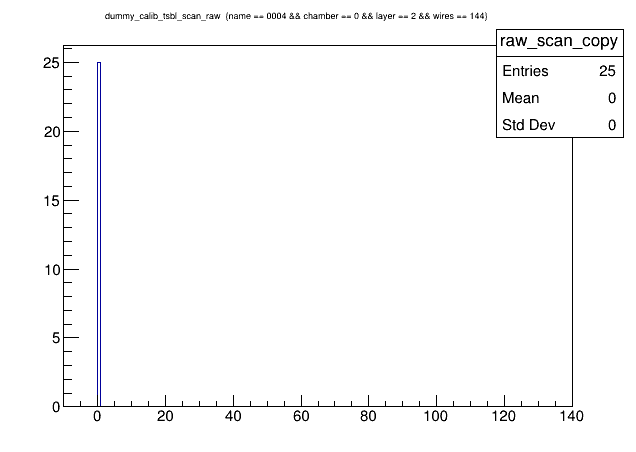 dummy_calib_tsbl_scan_raw (name == 0004 && chamber == 0 && layer == 2 && wires == 144)
raw_scan_copy
Entries 25
Mean 0
Std Dev 0
25
20
15
10
5
0
0 20 40 60 80 100 120 140